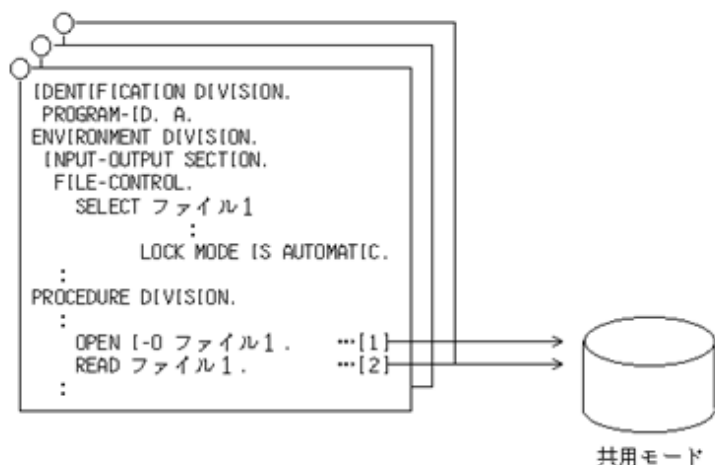 IDENTIFICATION DIVISION.
PROGRAM-ID. A.
ENVIRONMENT DIVISION.
INPUT-OUTPUT SECTION.
FILE-CONTROL.
SELECT ファイル1
:
LOCK MODE IS AUTOMATIC.
:
PROCEDURE DIVISION.
:
OPEN I-O ファイル1. …[1]
READ ファイル1. …[2]
:
共用モード